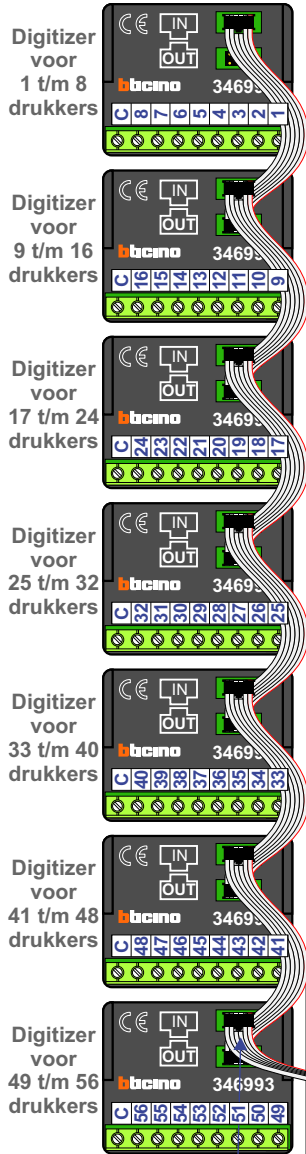 Digitizer
voor
1 t/m 8
drukkers
IN
OUT
bticino 34699
C 8 7 6 5 4 3 2 1
Digitizer
voor
9 t/m 16
drukkers
IN
OUT
bticino 34699
C 16 15 14 13 12 11 10 9
Digitizer
voor
17 t/m 24
drukkers
IN
OUT
bticino 34699
C 24 23 22 21 20 19 18 17
Digitizer
voor
25 t/m 32
drukkers
IN
OUT
bticino 34699
C 32 31 30 29 28 27 26 25
Digitizer
voor
33 t/m 40
drukkers
IN
OUT
bticino 34699
C 40 39 38 37 36 35 34 33
Digitizer
voor
41 t/m 48
drukkers
IN
OUT
bticino 34699
C 48 47 46 45 44 43 42 41
Digitizer
voor
49 t/m 56
drukkers
IN
OUT
bticino 346993
C 56 55 54 53 52 51 50 49